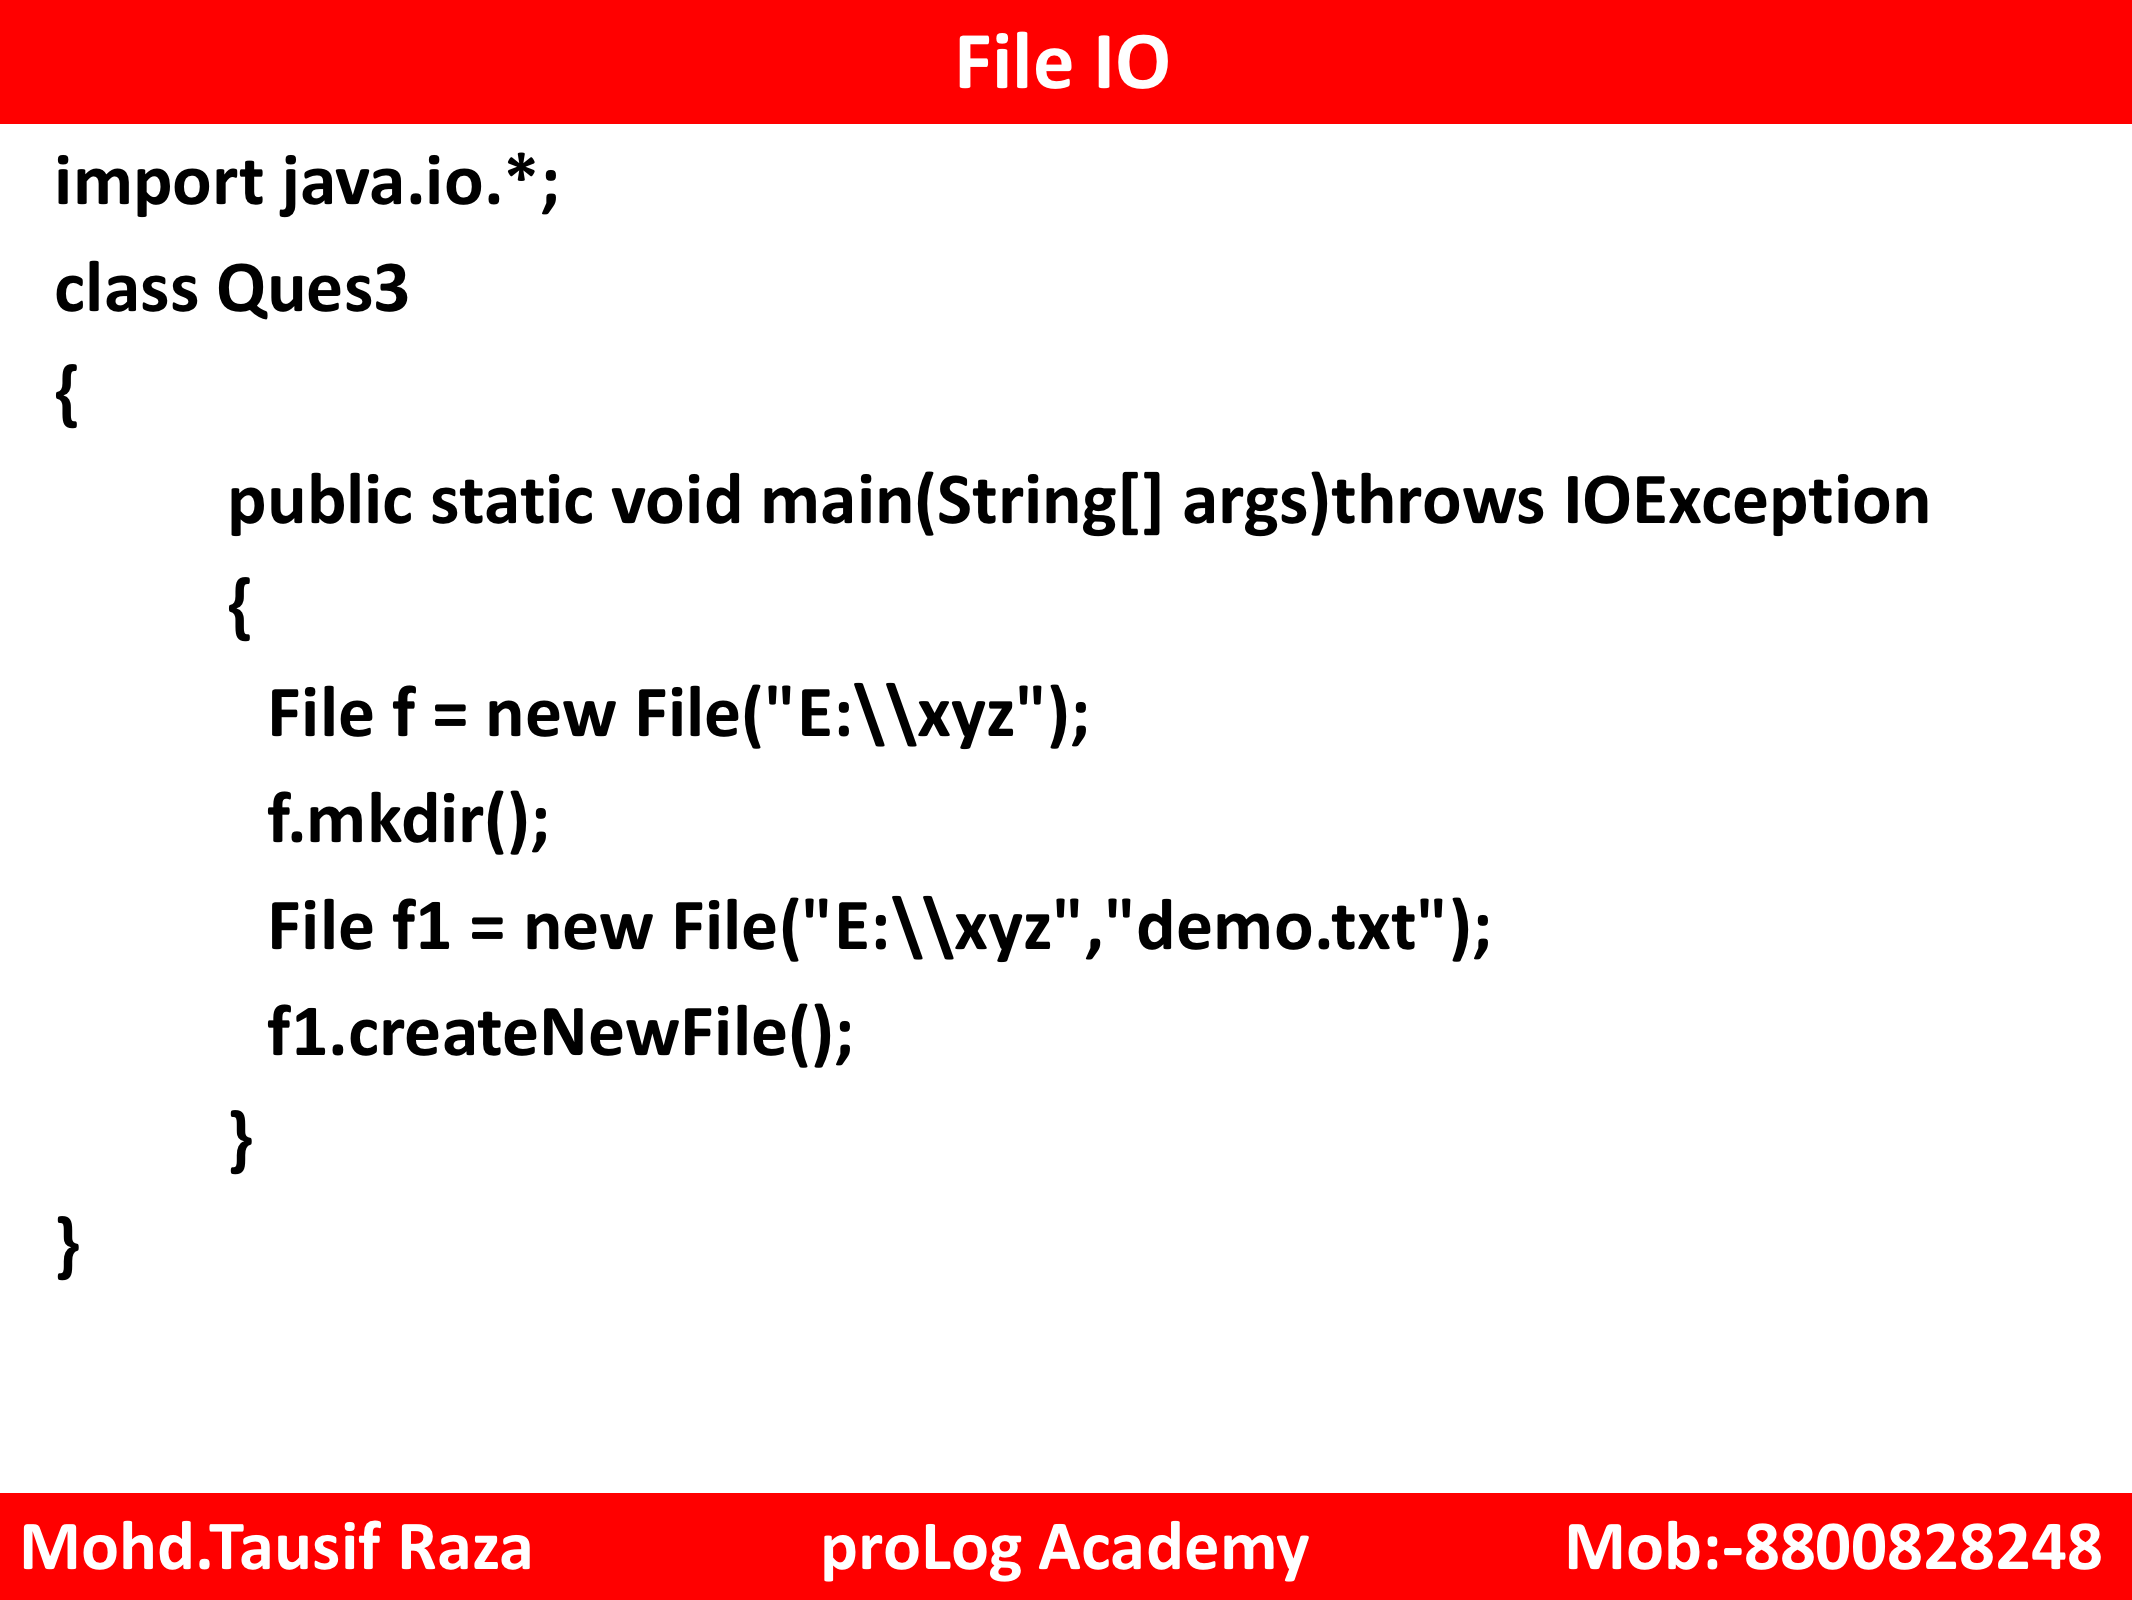 File IO
import java.io.*;
class Ques3
{
public static void main(String[] args)throws IOException
{
File f = new File("E:\\xyz");
f.mkdir();
File f1 = new File("E:\\xyz","demo.txt");
f1.createNewFile();
}
}
Mohd.Tausif Raza proLog Academy Mob:-8800828248